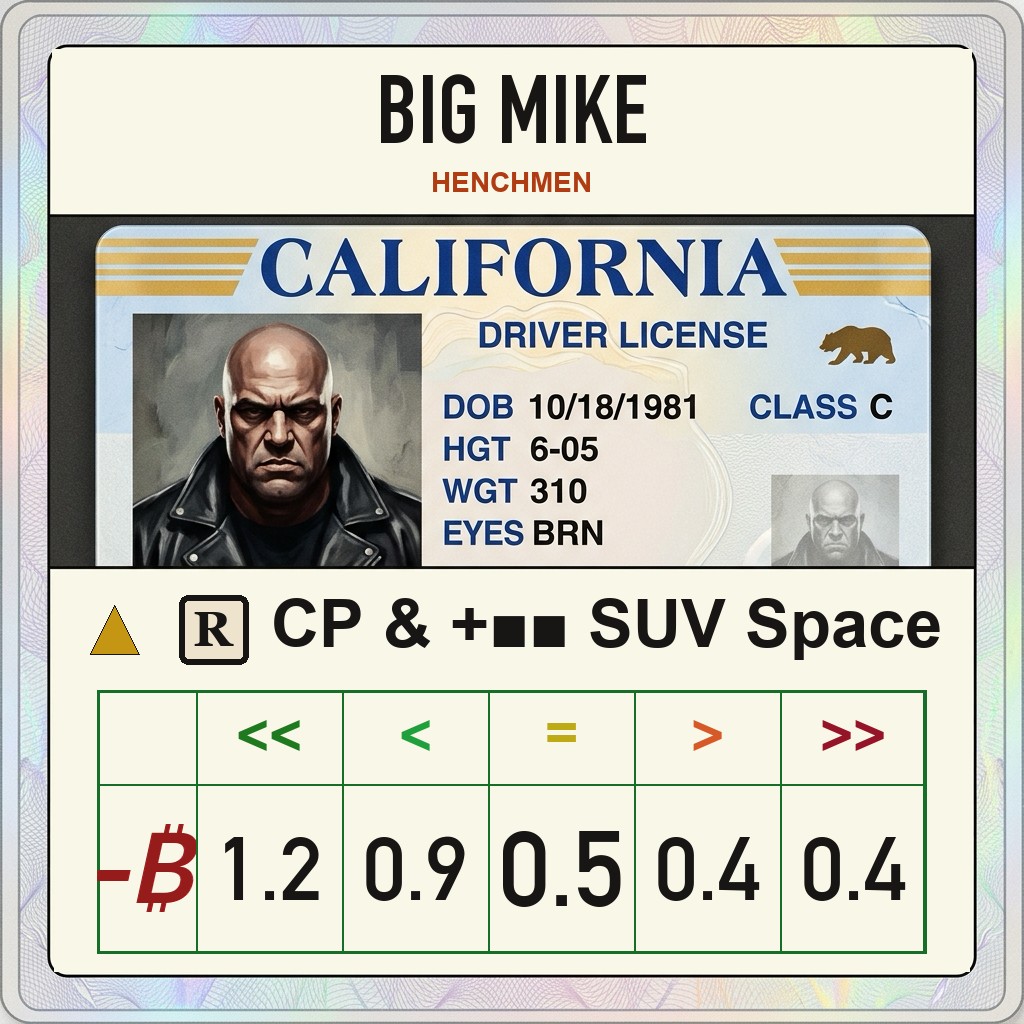 BIG MIKE
HENCHMEN
CALIFORNIA
DRIVER LICENSE
DOB 10/18/1981 CLASS C
HGT 6-05
WGT 310
EYES BRN
▲ R CP & +■■ SUV Space
<< < = > >>
-₿ 1.2 0.9 0.5 0.4 0.4